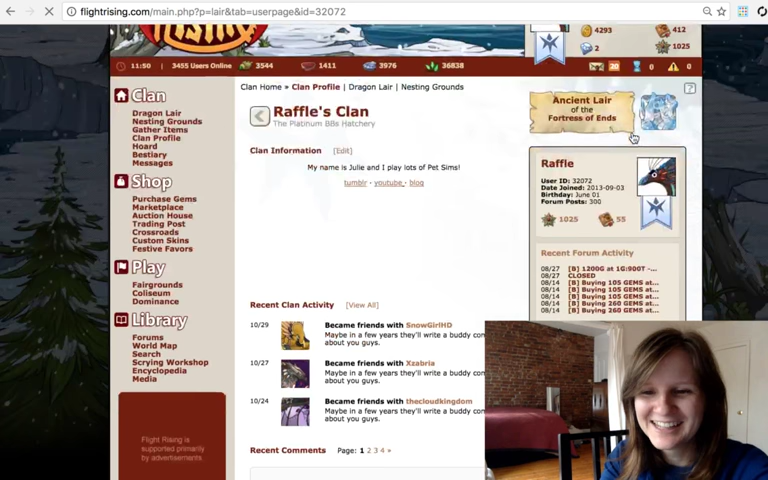 flightrising.com/main.php?p=lair&tab=userpage&id=32072
4293
412
2
1025
11:50
3455 Users Online
3544
1411
3976
36838
20
0
0
Clan
Dragon Lair
Nesting Grounds
Gather Items
Clan Profile
Hoard
Bestiary
Messages
Shop
Purchase Gems
Marketplace
Auction House
Trading Post
Crossroads
Custom Skins
Festive Favors
Play
Fairgrounds
Coliseum
Dominance
Library
Forums
World Map
Search
Scrying Workshop
Encyclopedia
Media
Flight Rising is
supported primarily
by advertisements.
Clan Home » Clan Profile | Dragon Lair | Nesting Grounds
Raffle's Clan
The Platinum BBs Hatchery
Clan Information [Edit]
My name is Julie and I play lots of Pet Sims!
tumblr · youtube · blog
Recent Clan Activity [View All]
10/29
Became friends with SnowGirlHD
Maybe in a few years they'll write a buddy
about you guys.
10/27
Became friends with Xzabria
Maybe in a few years they'll write a buddy
about you guys.
10/24
Became friends with thecloudkingdom
Maybe in a few years they'll write a buddy
about you guys.
Recent Comments Page: 1 2 3 4 »
?
Ancient Lair
of the
Fortress of Ends
Raffle
User ID: 32072
Date Joined: 2013-09-03
Birthday: June 01
Forum Posts: 300
1025
55
Recent Forum Activity
08/27 [B] 1200G at 1G:900T -...
08/27 CLOSED
08/14 [B] Buying 105 GEMS at...
08/14 [B] Buying 105 GEMS at...
08/14 [B] Buying 105 GEMS at...
08/14 [B] Buying 260 GEMS at...
08/14 [B] Buying 260 GEMS at...